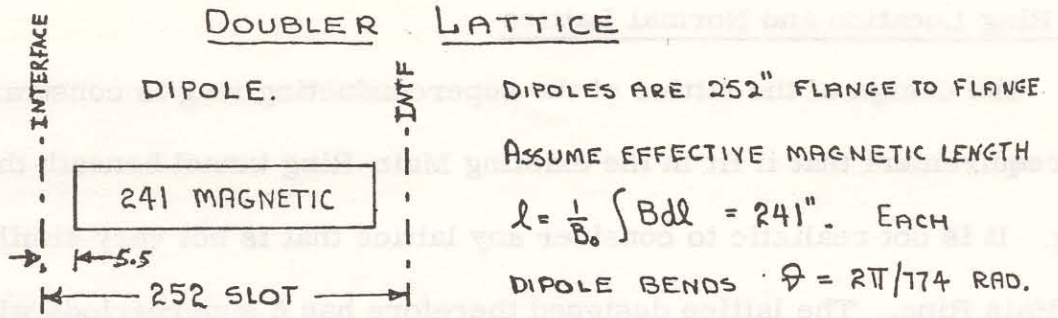 DOUBLER LATTICE
INTERFACE
DIPOLE
INTF
241 MAGNETIC
5.5
252 SLOT
DIPOLES ARE 252" FLANGE TO FLANGE
ASSUME EFFECTIVE MAGNETIC LENGTH
l = 1/B₀ ∫ Bdl = 241". EACH
DIPOLE BENDS ϑ = 2π/774 RAD.